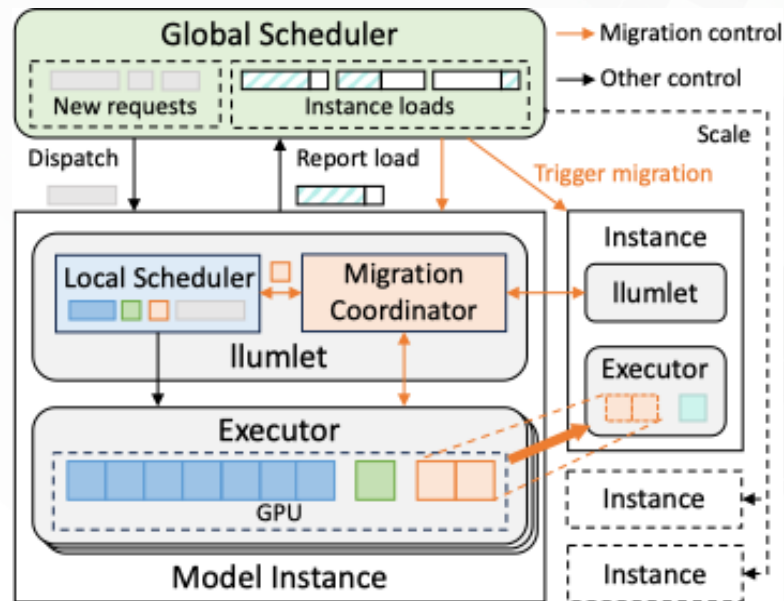 Global Scheduler
New requests
Instance loads
Migration control
Other control
Scale
Dispatch
Report load
Trigger migration
Local Scheduler
Migration
Coordinator
llumlet
Instance
llumlet
Executor
Executor
GPU
Model Instance
Instance
Instance